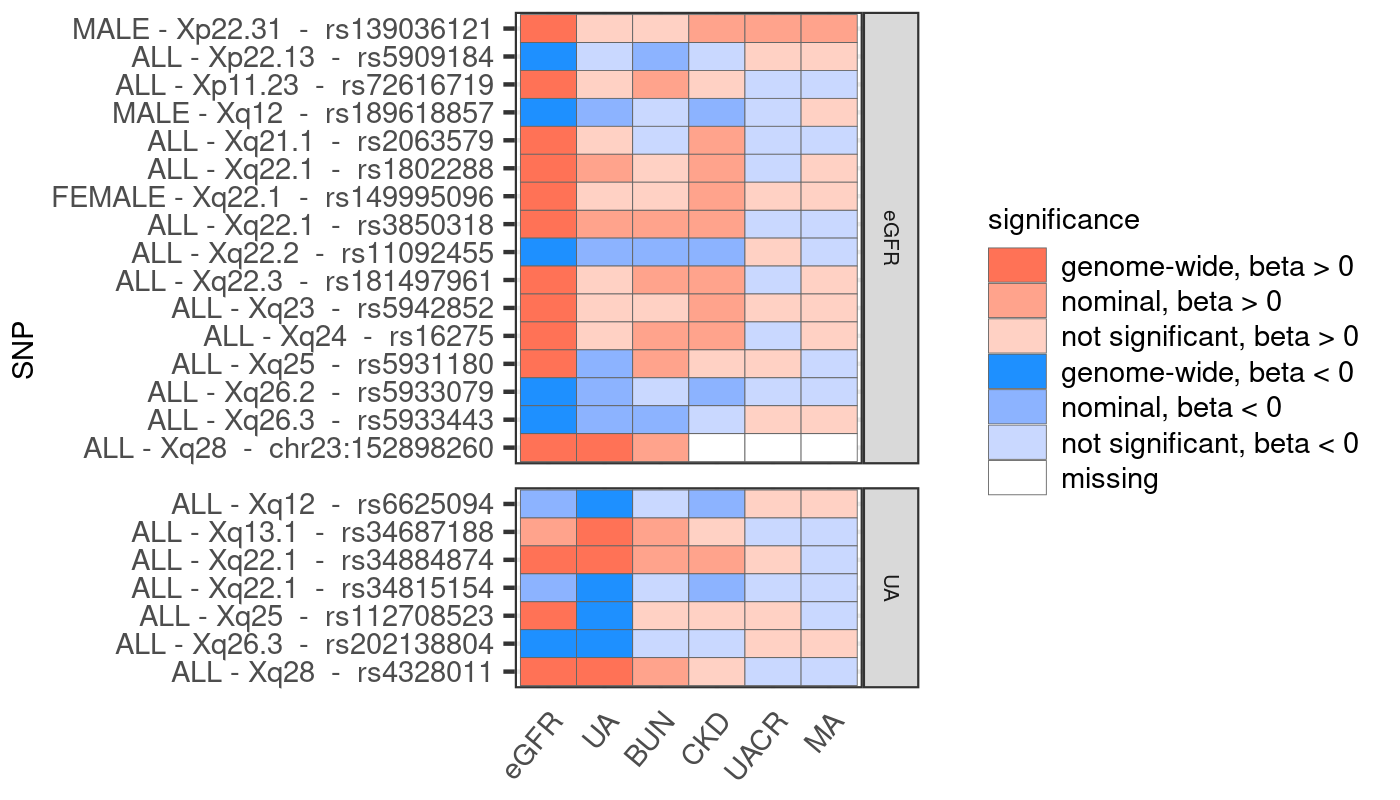 SNP
MALE - Xp22.31 - rs139036121
ALL - Xp22.13 - rs5909184
ALL - Xp11.23 - rs72616719
MALE - Xq12 - rs189618857
ALL - Xq21.1 - rs2063579
ALL - Xq22.1 - rs1802288
FEMALE - Xq22.1 - rs149995096
ALL - Xq22.1 - rs3850318
ALL - Xq22.2 - rs11092455
ALL - Xq22.3 - rs181497961
ALL - Xq23 - rs5942852
ALL - Xq24 - rs16275
ALL - Xq25 - rs5931180
ALL - Xq26.2 - rs5933079
ALL - Xq26.3 - rs5933443
ALL - Xq28 - chr23:152898260
eGFR
ALL - Xq12 - rs6625094
ALL - Xq13.1 - rs34687188
ALL - Xq22.1 - rs34884874
ALL - Xq22.1 - rs34815154
ALL - Xq25 - rs112708523
ALL - Xq26.3 - rs202138804
ALL - Xq28 - rs4328011
UA
eGFR
UA
BUN
CKD
UACR
MA
significance
genome-wide, beta > 0
nominal, beta > 0
not significant, beta > 0
genome-wide, beta < 0
nominal, beta < 0
not significant, beta < 0
missing